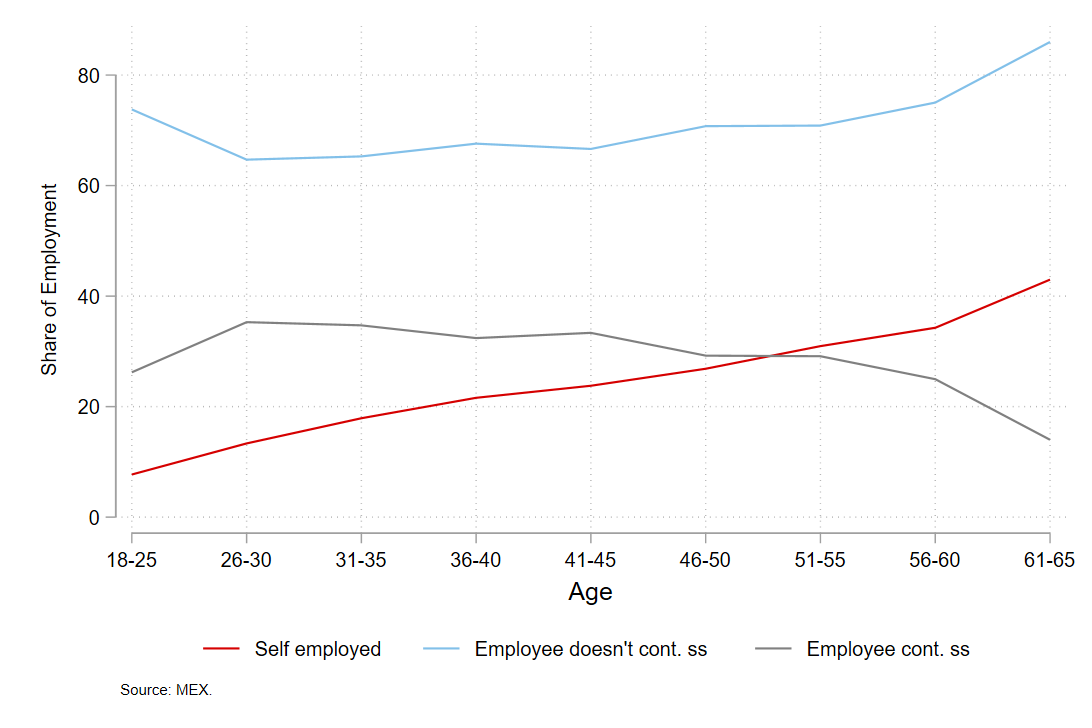 Share of Employment
80
60
40
20
0
18-25 26-30 31-35 36-40 41-45 46-50 51-55 56-60 61-65
Age
Self employed Employee doesn't cont. ss Employee cont. ss
Source: MEX.